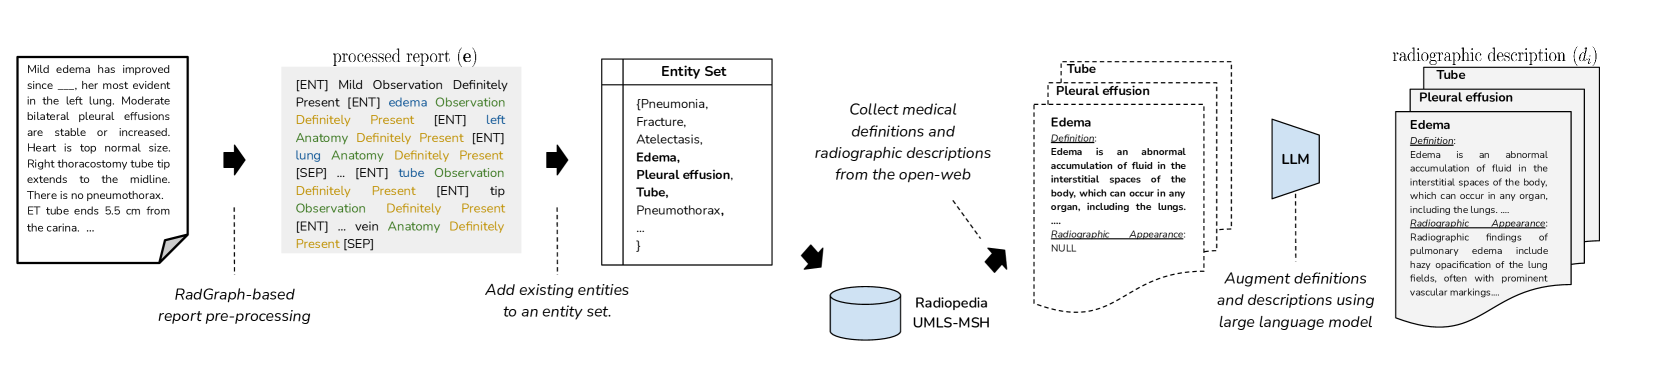 Mild edema has improved
since ___, her most evident
in the left lung. Moderate
bilateral pleural effusions
are stable or increased.
Heart is top normal size.
Right thoracostomy tube tip
extends to the midline.
There is no pneumothorax.
ET tube ends 5.5 cm from
the carina. ...
RadGraph-based
report pre-processing
processed report (e)
[ENT] Mild Observation Definitely
Present [ENT] edema Observation
Definitely Present [ENT] left
Anatomy Definitely Present [ENT]
lung Anatomy Definitely Present
[SEP] ... [ENT] tube Observation
Definitely Present [ENT] tip
Observation Definitely Present
[ENT] ... vein Anatomy Definitely
Present [SEP]
Add existing entities
to an entity set.
Entity Set
{Pneumonia,
Fracture,
Atelectasis,
Edema,
Pleural effusion,
Tube,
Pneumothorax,
...
}
Collect medical
definitions and
radiographic descriptions
from the open-web
Radiopedia
UMLS-MSH
Tube
Pleural effusion
Edema
Definition:
Edema is an abnormal
accumulation of fluid in the
interstitial spaces of the
body, which can occur in any
organ, including the lungs.
....
Radiographic Appearance:
NULL
LLM
Augment definitions
and descriptions using
large language model
radiographic description (dᵢ)
Tube
Pleural effusion
Edema
Definition:
Edema is an abnormal
accumulation of fluid in the
interstitial spaces of the body,
which can occur in any organ,
including the lungs. ....
Radiographic Appearance:
Radiographic findings of
pulmonary edema include
hazy opacification of the lung
fields, often with prominent
vascular markings....